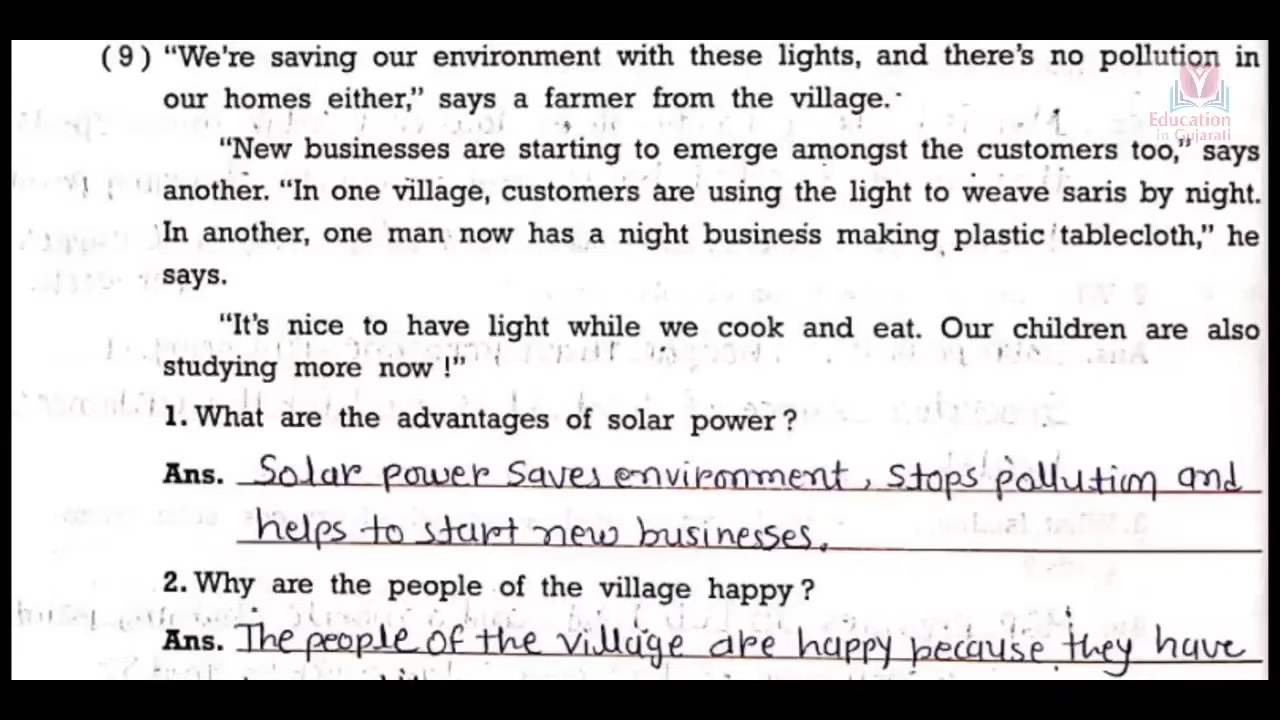 (9) "We're saving our environment with these lights, and there's no pollution in
our homes either," says a farmer from the village.
"New businesses are starting to emerge amongst the customers too," says
another. "In one village, customers are using the light to weave saris by night.
In another, one man now has a night business making plastic tablecloth," he
says.
"It's nice to have light while we cook and eat. Our children are also
studying more now !"
1. What are the advantages of solar power?
Ans. Solar power saves environment, stops pollution and
helps to start new businesses.
2. Why are the people of the village happy?
Ans. The people of the village are happy because they have
Education
in Gujarati